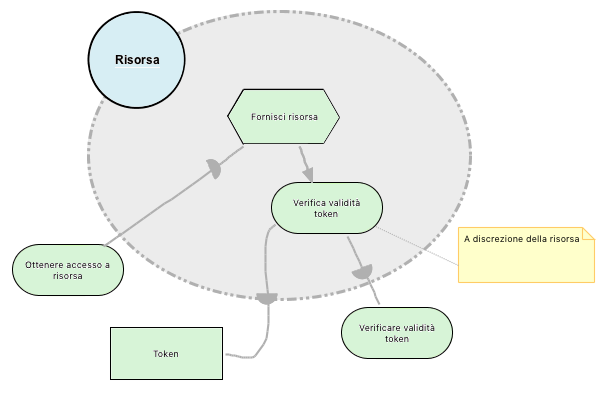 Risorsa
Fornisci risorsa
Verifica validità
token
A discrezione della risorsa
Ottenere accesso a
risorsa
Verificare validità
token
Token